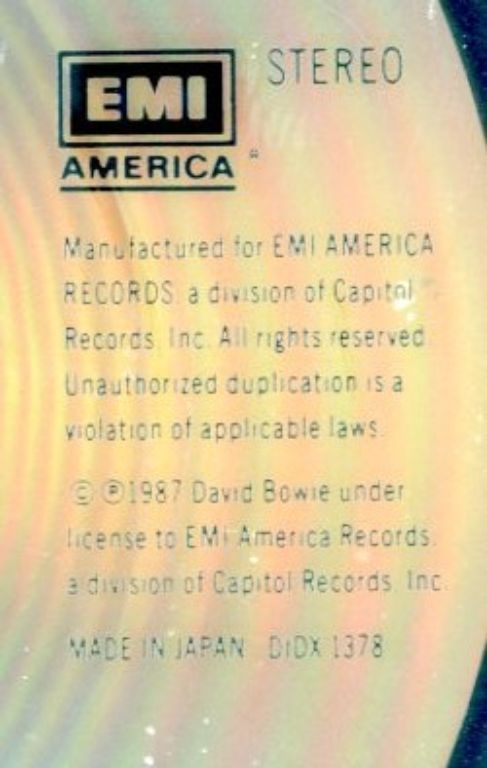 STEREO
EMI
AMERICA ®
Manufactured for EMI AMERICA
RECORDS, a division of Capitol
Records, Inc. All rights reserved.
Unauthorized duplication is a
violation of applicable laws.
© ℗1987 David Bowie under
license to EMI America Records,
a division of Capitol Records, Inc.
MADE IN JAPAN DIDX 1378